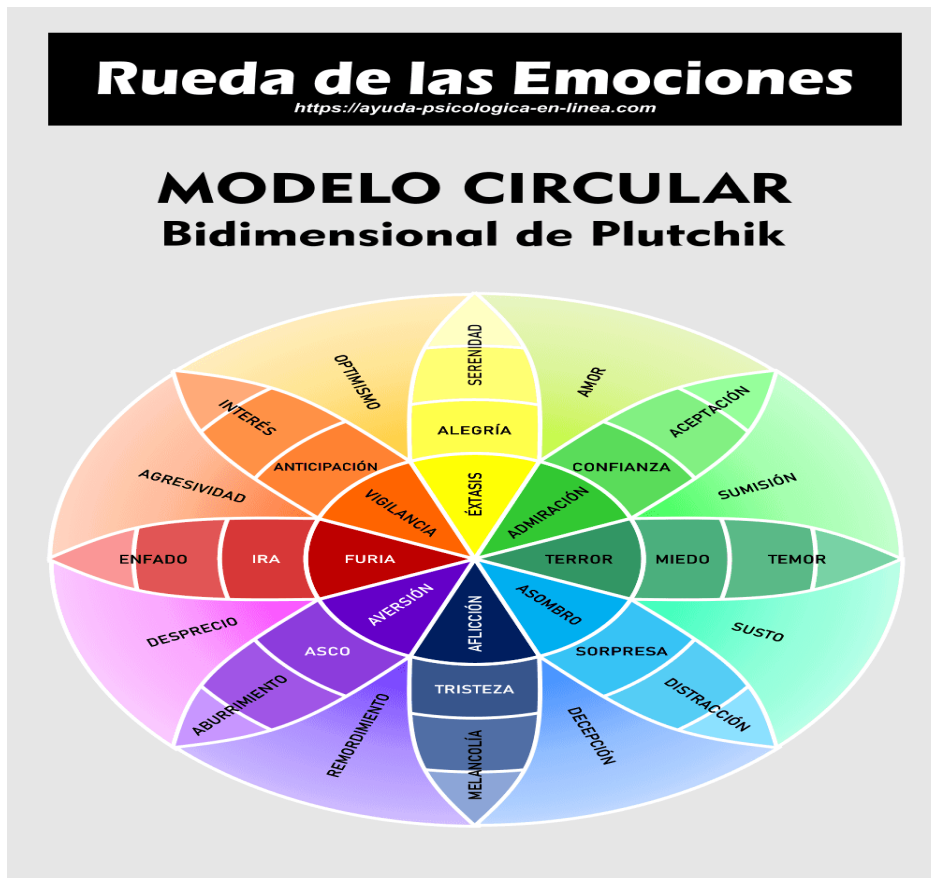 Rueda de las Emociones
https://ayuda-psicologica-en-linea.com
MODELO CIRCULAR
Bidimensional de Plutchik
SERENIDAD
OPTIMISMO
AMOR
INTERÉS
ALEGRÍA
ACEPTACIÓN
ANTICIPACIÓN
CONFIANZA
AGRESIVIDAD
VIGILANCIA
ÉXTASIS
ADMIRACIÓN
SUMISIÓN
ENFADO
IRA
FURIA
TERROR
MIEDO
TEMOR
DESPRECIO
AVERSIÓN
AFLICCIÓN
ASOMBRO
SUSTO
ASCO
SORPRESA
ABURRIMIENTO
TRISTEZA
DISTRACCIÓN
REMORDIMIENTO
MELANCOLÍA
DECEPCIÓN